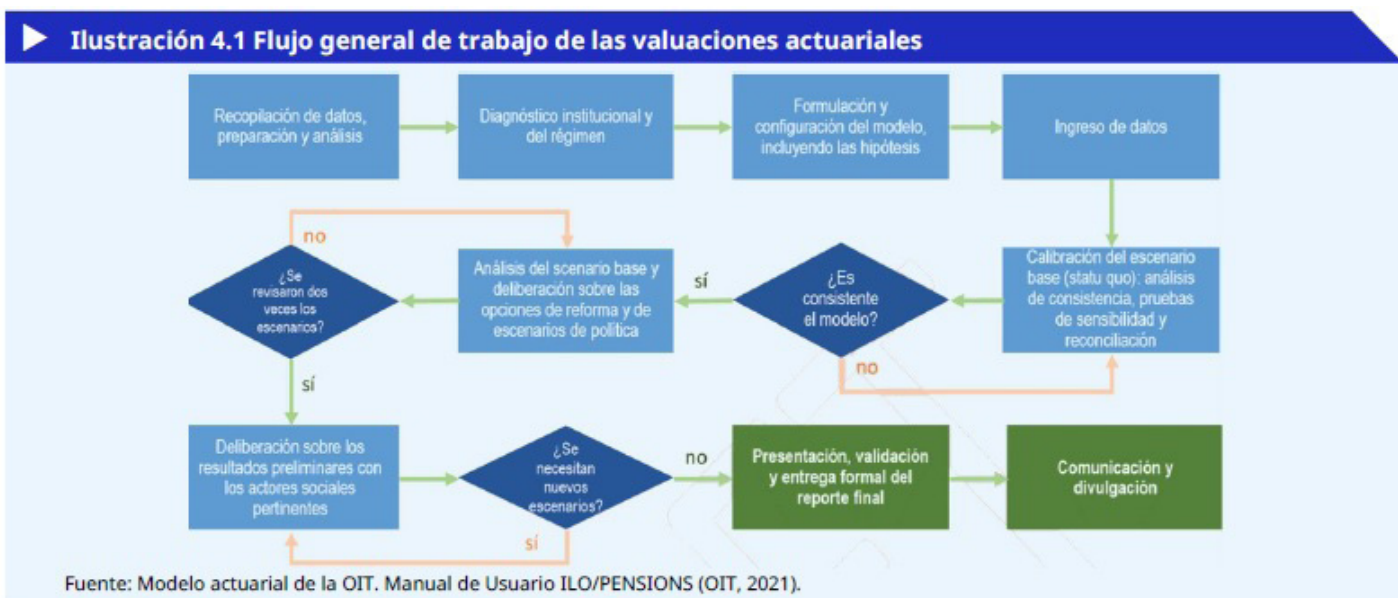 Ilustración 4.1 Flujo general de trabajo de las valuaciones actuariales
Recopilación de datos,
preparación y análisis
Diagnóstico institucional y
del régimen
Formulación y
configuración del modelo,
incluyendo las hipótesis
Ingreso de datos
no
¿Se
revisaron dos
veces los
escenarios?
Análisis del scenario base y
deliberación sobre las
opciones de reforma y de
escenarios de política
sí
¿Es
consistente
el modelo?
no
Calibración del escenario
base (statu quo): análisis
de consistencia, pruebas
de sensibilidad y
reconciliación
sí
Deliberación sobre los
resultados preliminares con
los actores sociales
pertinentes
¿Se
necesitan
nuevos
escenarios?
no
sí
Presentación, validación
y entrega formal del
reporte final
Comunicación y
divulgación
Fuente: Modelo actuarial de la OIT. Manual de Usuario ILO/PENSIONS (OIT, 2021).